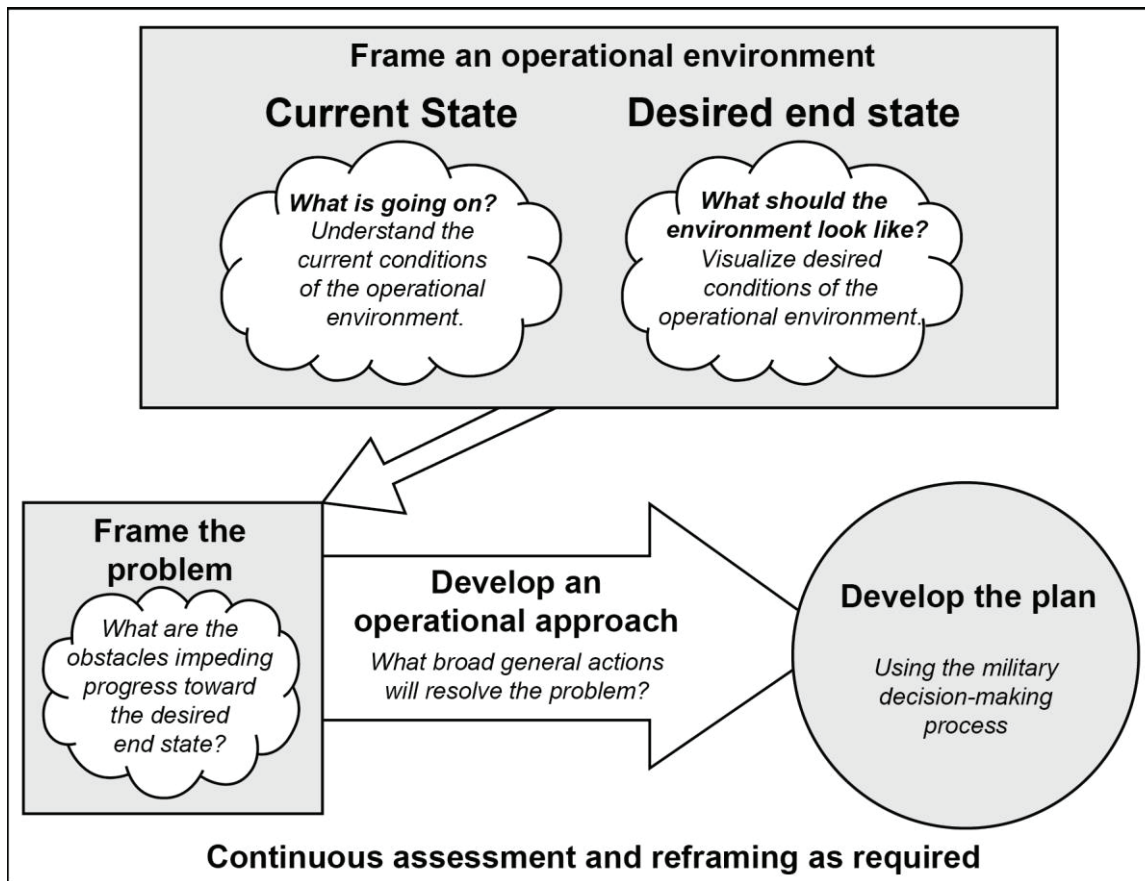 Frame an operational environment
Current State
Desired end state
What is going on?
Understand the
current conditions
of the operational
environment.
What should the
environment look like?
Visualize desired
conditions of the
operational environment.
Frame the
problem
What are the
obstacles impeding
progress toward
the desired
end state?
Develop an
operational approach
What broad general actions
will resolve the problem?
Develop the plan
Using the military
decision-making
process
Continuous assessment and reframing as required